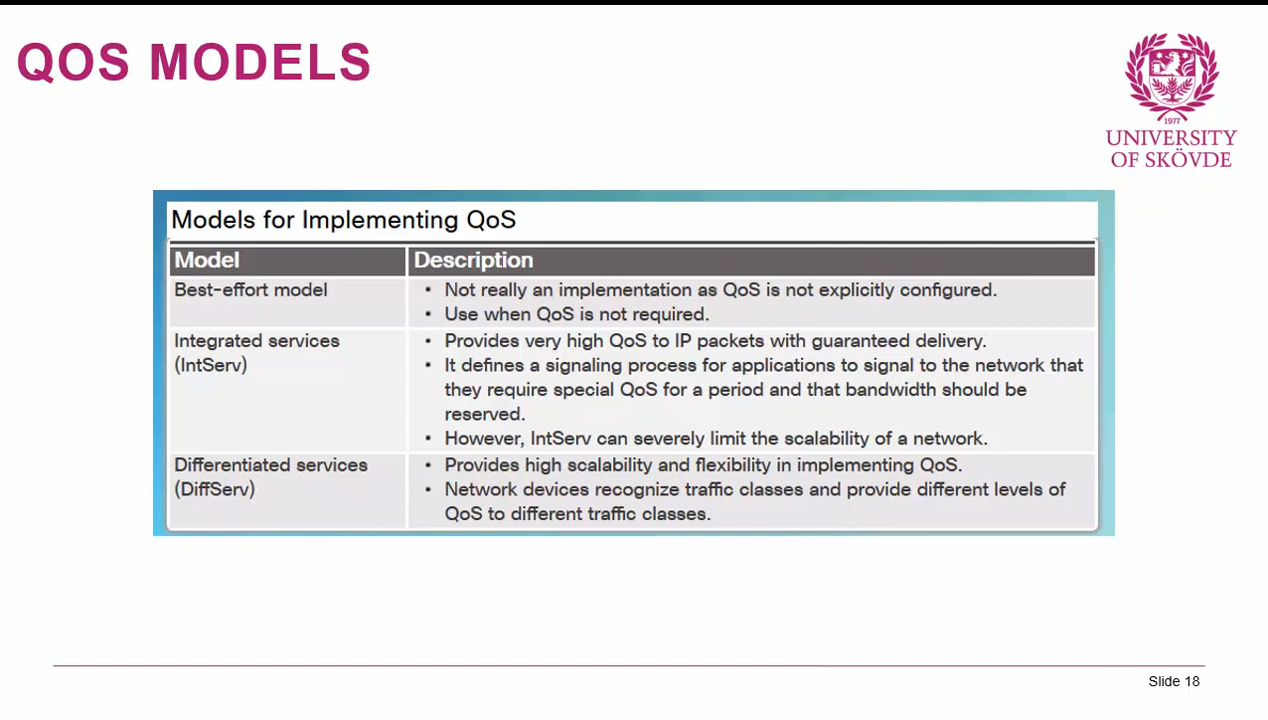 QOS MODELS
1977
UNIVERSITY
OF SKÖVDE
Models for Implementing QoS
Model
Description
Best-effort model
• Not really an implementation as QoS is not explicitly configured.
• Use when QoS is not required.
Integrated services
(IntServ)
• Provides very high QoS to IP packets with guaranteed delivery.
• It defines a signaling process for applications to signal to the network that
they require special QoS for a period and that bandwidth should be
reserved.
• However, IntServ can severely limit the scalability of a network.
Differentiated services
(DiffServ)
• Provides high scalability and flexibility in implementing QoS.
• Network devices recognize traffic classes and provide different levels of
QoS to different traffic classes.
Slide 18